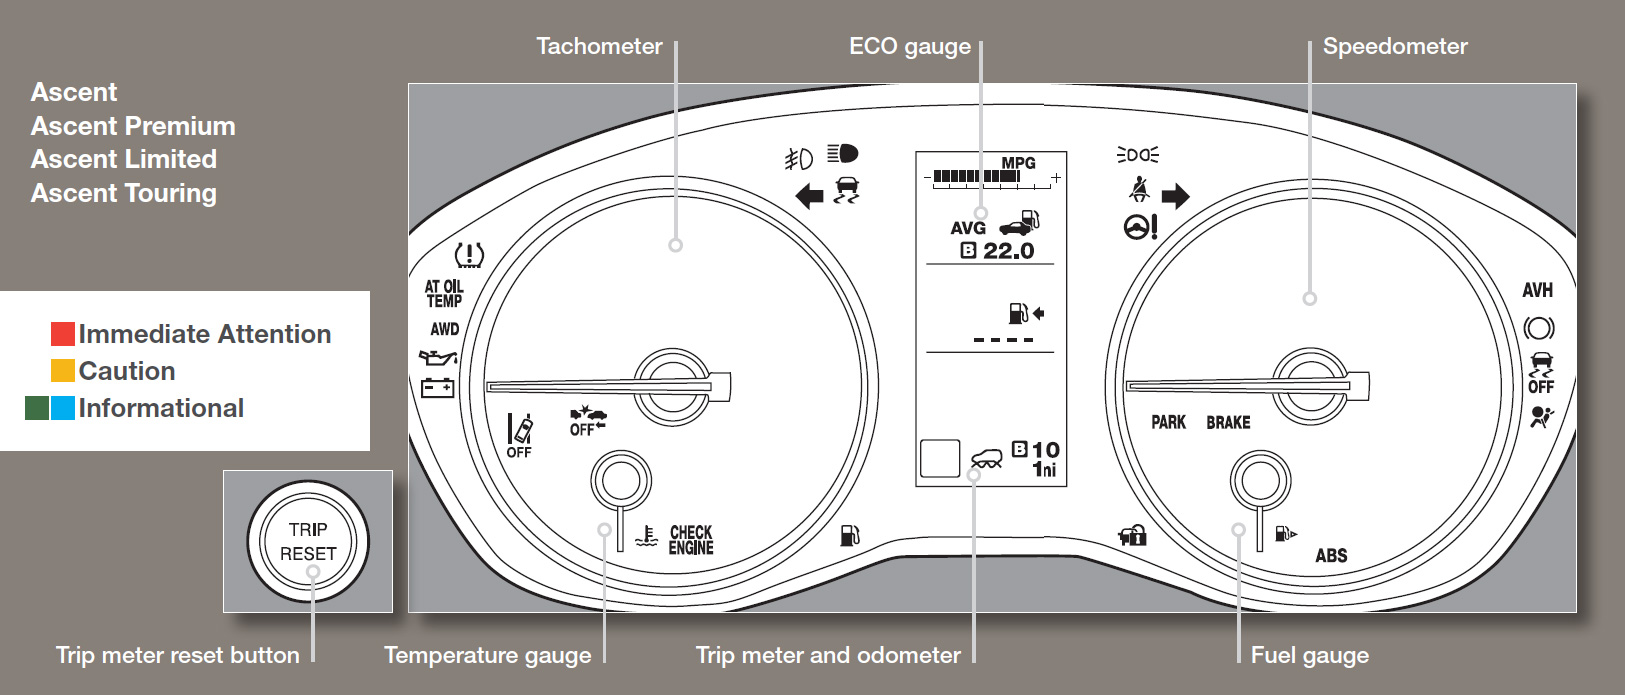 Tachometer
ECO gauge
Speedometer
Ascent
Ascent Premium
Ascent Limited
Ascent Touring
Immediate Attention
Caution
Informational
MPG
- +
AVG
B 22.0
----
B 10
1ni
AT OIL
TEMP
AWD
OFF
OFF
CHECK
ENGINE
AVH
OFF
PARK BRAKE
ABS
TRIP
RESET
Trip meter reset button
Temperature gauge
Trip meter and odometer
Fuel gauge